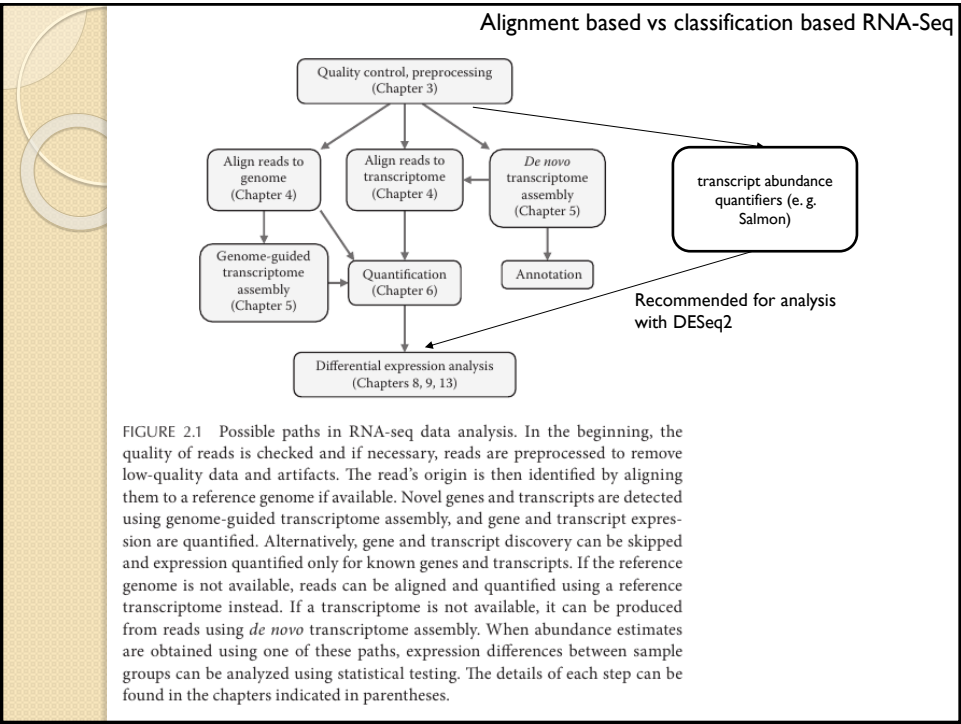 Alignment based vs classification based RNA-Seq
Quality control, preprocessing
(Chapter 3)
Align reads to
genome
(Chapter 4)
Align reads to
transcriptome
(Chapter 4)
De novo
transcriptome
assembly
(Chapter 5)
transcript abundance
quantifiers (e. g.
Salmon)
Genome-guided
transcriptome
assembly
(Chapter 5)
Quantification
(Chapter 6)
Annotation
Recommended for analysis
with DESeq2
Differential expression analysis
(Chapters 8, 9, 13)
FIGURE 2.1 Possible paths in RNA-seq data analysis. In the beginning, the
quality of reads is checked and if necessary, reads are preprocessed to remove
low-quality data and artifacts. The read's origin is then identified by aligning
them to a reference genome if available. Novel genes and transcripts are detected
using genome-guided transcriptome assembly, and gene and transcript expres-
sion are quantified. Alternatively, gene and transcript discovery can be skipped
and expression quantified only for known genes and transcripts. If the reference
genome is not available, reads can be aligned and quantified using a reference
transcriptome instead. If a transcriptome is not available, it can be produced
from reads using de novo transcriptome assembly. When abundance estimates
are obtained using one of these paths, expression differences between sample
groups can be analyzed using statistical testing. The details of each step can be
found in the chapters indicated in parentheses.